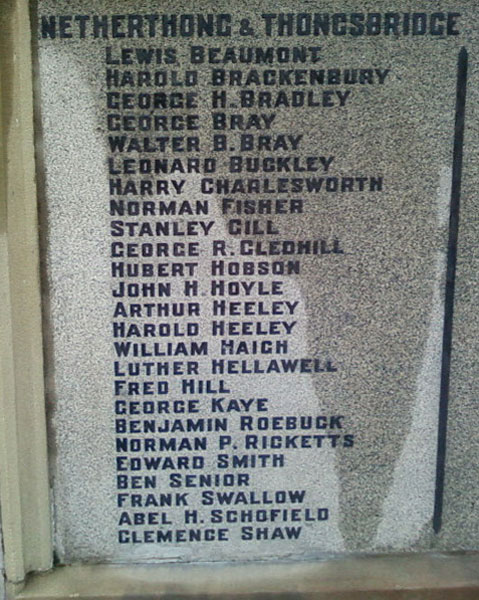 NETHERTHONG & THONGSBRIDGE
LEWIS BEAUMONT
HAROLD BRACKENBURY
GEORGE H. BRADLEY
GEORGE BRAY
WALTER B. BRAY
LEONARD BUCKLEY
HARRY CHARLESWORTH
NORMAN FISHER
STANLEY GILL
GEORGE R. GLEDHILL
HUBERT HOBSON
JOHN H. HOYLE
ARTHUR HEELEY
HAROLD HEELEY
WILLIAM HAIGH
LUTHER HELLAWELL
FRED HILL
GEORGE KAYE
BENJAMIN ROEBUCK
NORMAN P. RICKETTS
EDWARD SMITH
BEN SENIOR
FRANK SWALLOW
ABEL H. SCHOFIELD
CLEMENCE SHAW